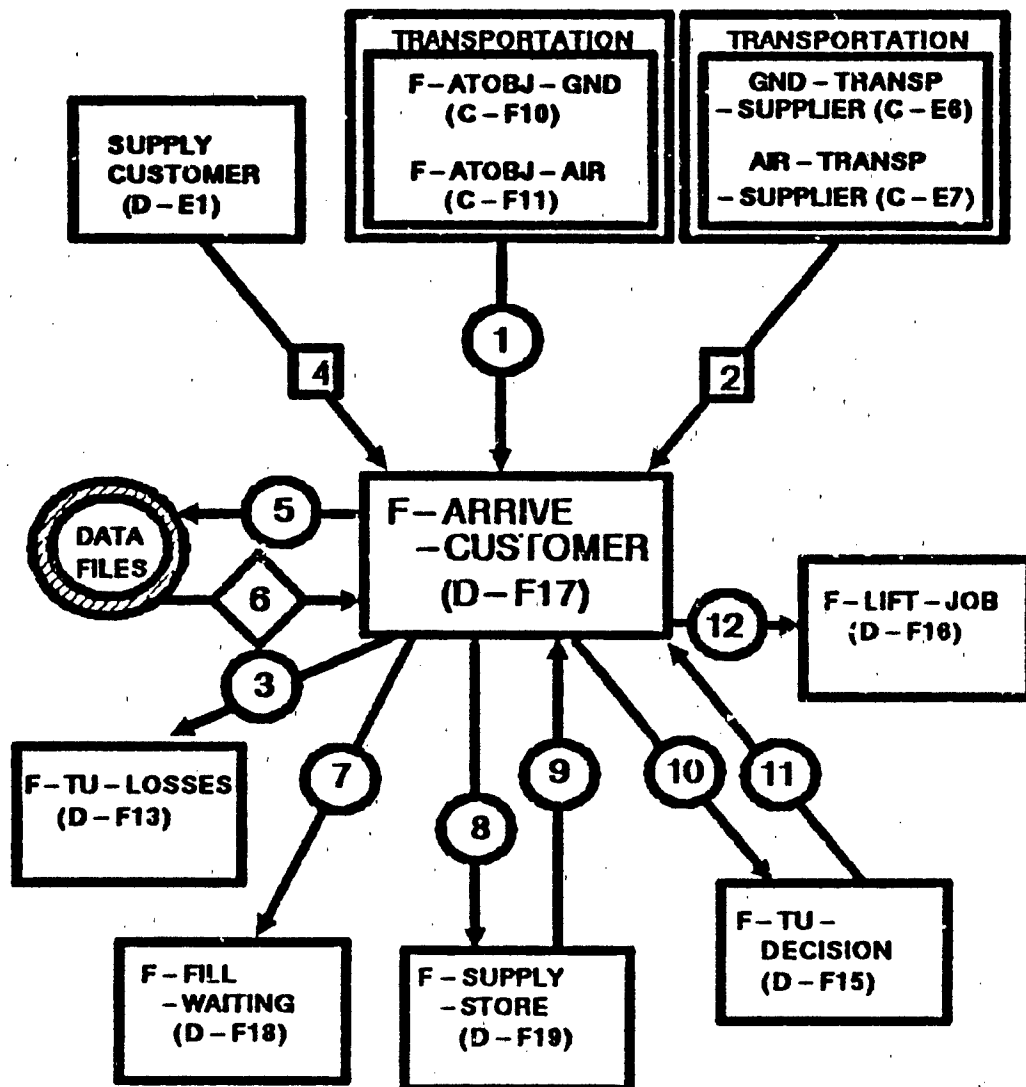 TRANSPORTATION
F-ATOBJ-GND
(C-F10)
F-ATOBJ-AIR
(C-F11)
TRANSPORTATION
GND-TRANSP
-SUPPLIER (C-E6)
AIR-TRANSP
-SUPPLIER (C-E7)
SUPPLY
CUSTOMER
(D-E1)
1
4
2
5
DATA
FILES
6
F-ARRIVE
-CUSTOMER
(D-F17)
12
F-LIFT-JOB
(D-F16)
3
7
8
9
10
11
F-TU-LOSSES
(D-F13)
F-FILL
-WAITING
(D-F18)
F-SUPPLY
-STORE
(D-F19)
F-TU-
DECISION
(D-F15)